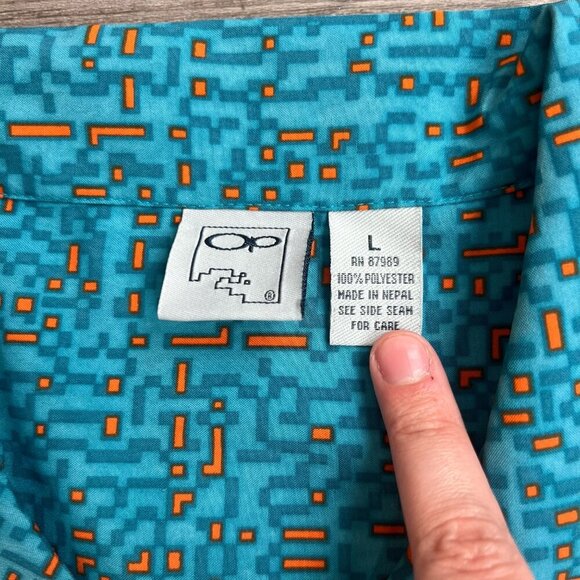 Op
®
L
RN 87989
100% POLYESTER
MADE IN NEPAL
SEE SIDE SEAM
FOR CARE